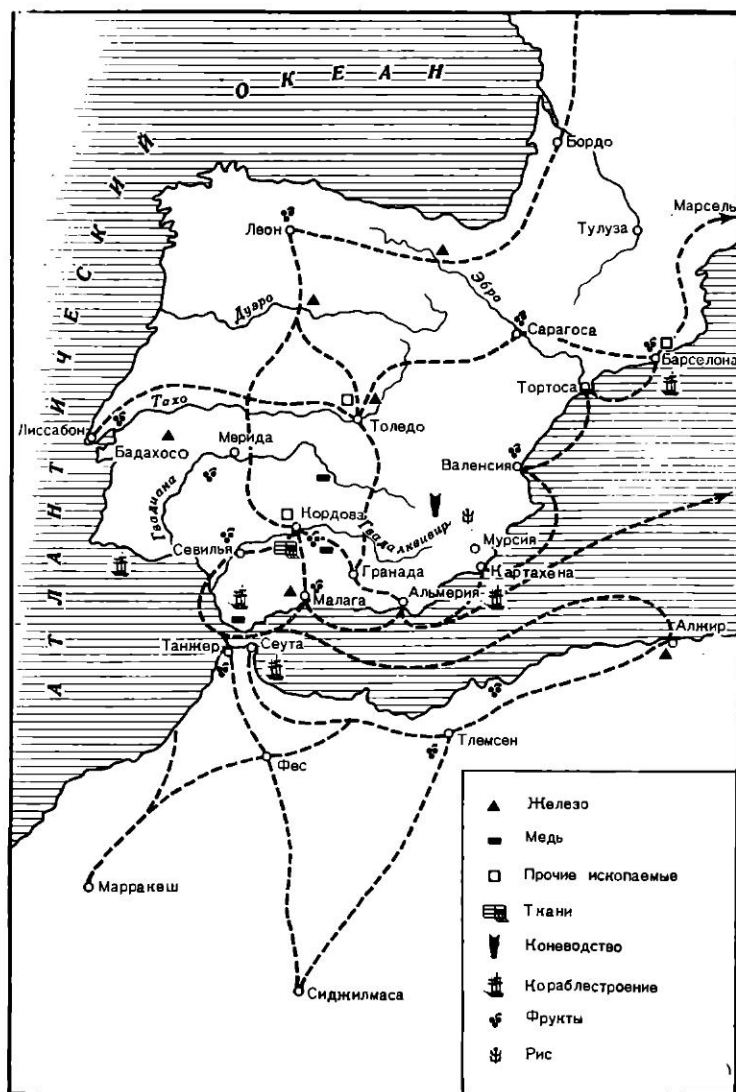 АТЛАНТИЧЕСКИЙ ОКЕАН
Бордо
Марсель
Леон
Тулуза
Эбро
Дуэро
Сарагоса
Барселона
Тортоса
Тахо
Лиссабон
Толедо
Мерида
Бадахос
Валенсия
Гвадиана
Кордова
Гвадалквивир
Севилья
Мурсия
Гранада
Картахена
Малага
Альмерия
Алжир
Танжер
Сеута
Тлемсен
Фес
Марракеш
Сиджилмаса
Железо
Медь
Прочие ископаемые
Ткани
Коневодство
Кораблестроение
Фрукты
Рис